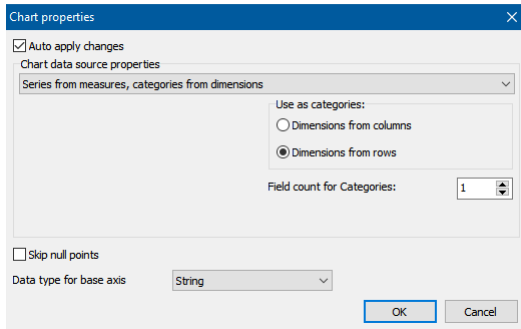 Chart properties
Auto apply changes
Chart data source properties
Series from measures, categories from dimensions
Use as categories:
Dimensions from columns
Dimensions from rows
Field count for Categories:
1
Skip null points
Data type for base axis
String
OK
Cancel